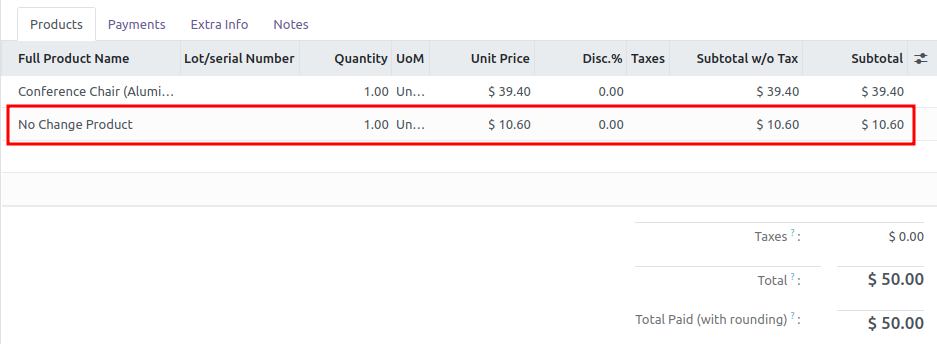 Products Payments Extra Info Notes
Full Product Name Lot/serial Number Quantity UoM Unit Price Disc.% Taxes Subtotal w/o Tax Subtotal
Conference Chair (Alumi... 1.00 Un... $ 39.40 0.00 $ 39.40 $ 39.40
No Change Product 1.00 Un... $ 10.60 0.00 $ 10.60 $ 10.60
Taxes ? : $ 0.00
Total ? : $ 50.00
Total Paid (with rounding) ? : $ 50.00